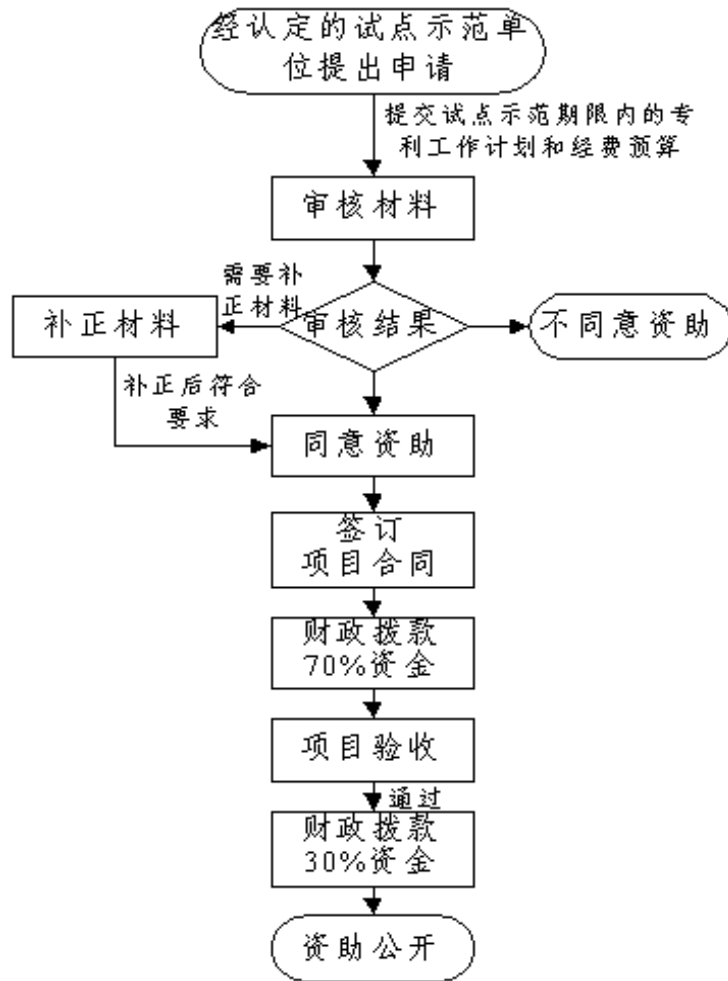 经认定的试点示范单
位提出申请
提交试点示范期限内的专
利工作计划和经费预算
审核材料
需要补
正材料
补正材料
审核结果
不同意资助
补正后符合
要求
同意资助
签订
项目合同
财政拨款
70%资金
项目验收
通过
财政拨款
30%资金
资助公开